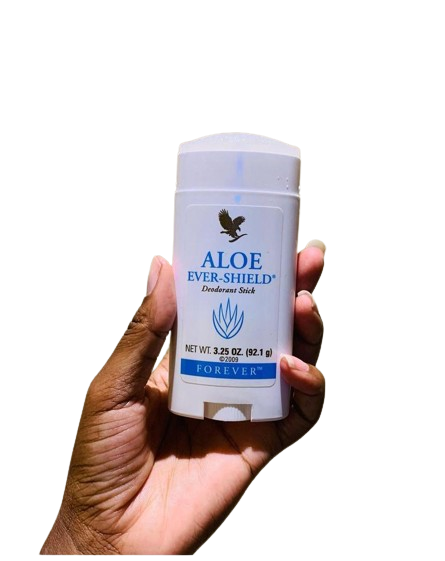 ALOE
EVER-SHIELD®
Deodorant Stick
NET WT. 3.25 OZ. (92.1 g)
©2009
FOREVER™